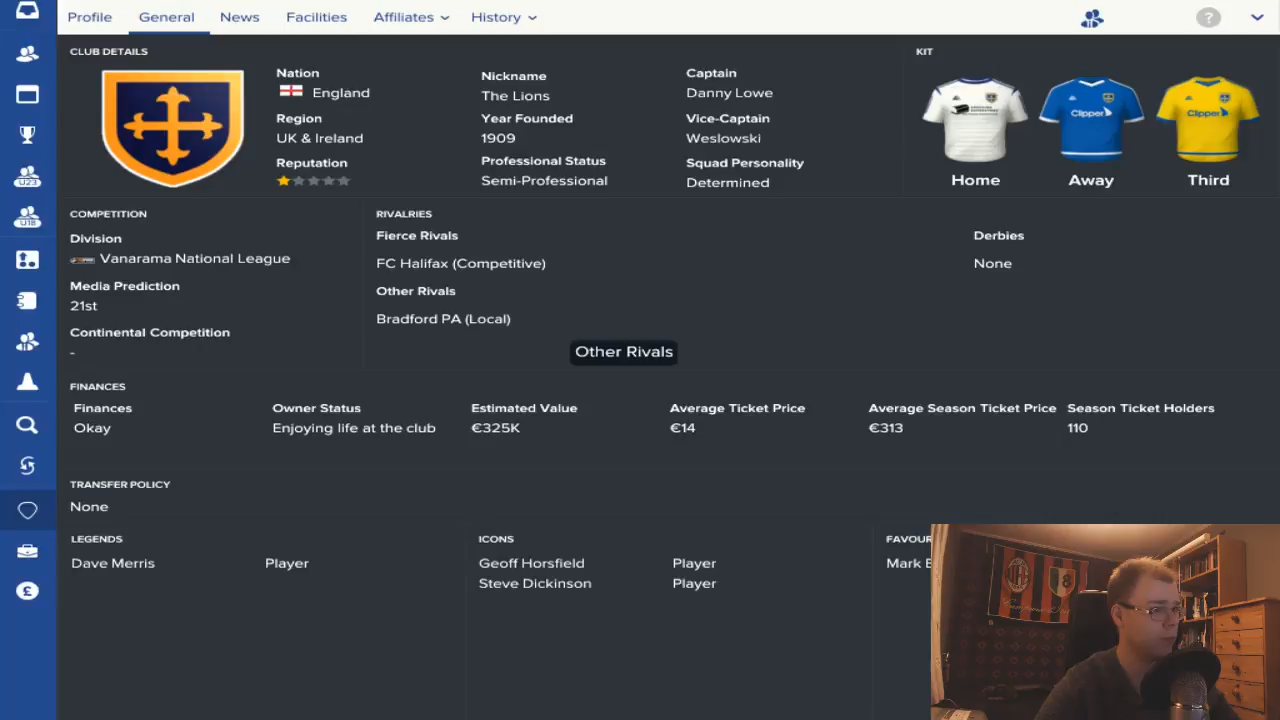 Profile General News Facilities Affiliates History ?
CLUB DETAILS
Nation
England
Region
UK & Ireland
Reputation
Nickname
The Lions
Year Founded
1909
Professional Status
Semi-Professional
Captain
Danny Lowe
Vice-Captain
Weslowski
Squad Personality
Determined
KIT
Clipper
Clipper
Home Away Third
U23
U18
COMPETITION
Division
Vanarama National League
Media Prediction
21st
Continental Competition
-
RIVALRIES
Fierce Rivals
FC Halifax (Competitive)
Other Rivals
Bradford PA (Local)
Derbies
None
Other Rivals
FINANCES
Finances Owner Status Estimated Value Average Ticket Price Average Season Ticket Price Season Ticket Holders
Okay Enjoying life at the club €325K €14 €313 110
TRANSFER POLICY
None
LEGENDS
Dave Merris Player
ICONS
Geoff Horsfield Player
Steve Dickinson Player
FAVOUR
Mark
£